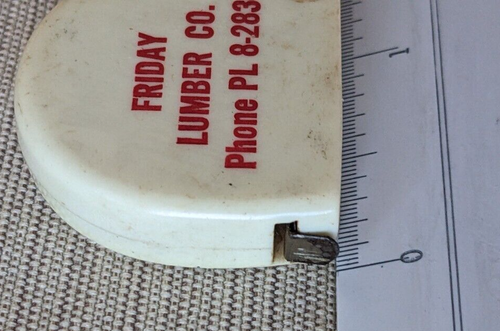 FRIDAY
LUMBER CO.
Phone PL 8-283
1
0